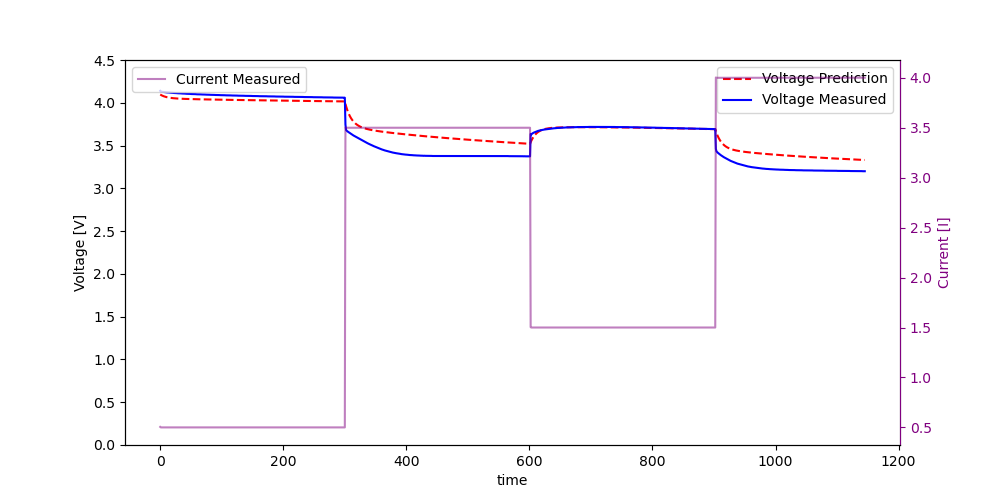 Current Measured
Voltage Prediction
Voltage Measured
4.5
4.0
3.5
3.0
2.5
2.0
1.5
1.0
0.5
0.0
Voltage [V]
4.0
3.5
3.0
2.5
2.0
1.5
1.0
0.5
Current [I]
0 200 400 600 800 1000 1200
time